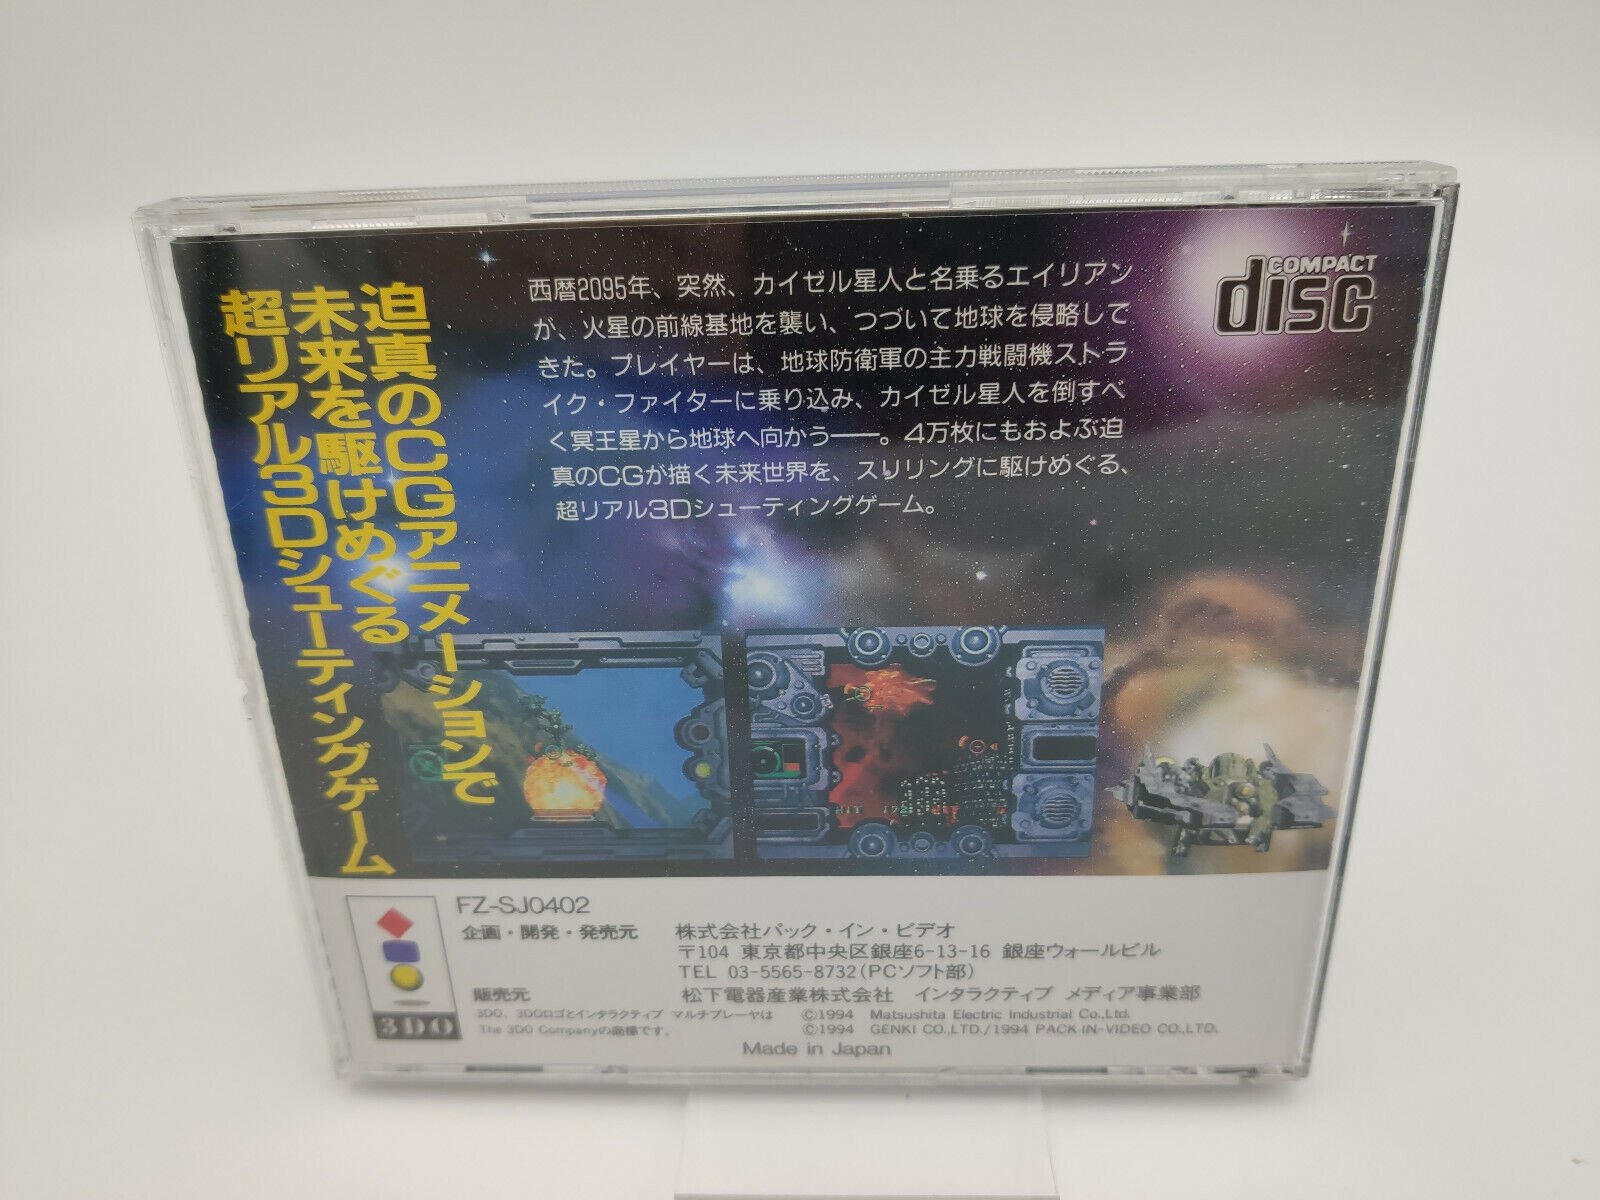 迫真のCGアニメーションで
未来を駆けめぐる
超リアル3Dシューティングゲーム
西暦2095年、突然、カイゼル星人と名乗るエイリアン
が、火星の前線基地を襲い、つづいて地球を侵略して
きた。プレイヤーは、地球防衛軍の主力戦闘機ストラ
イク・ファイターに乗り込み、カイゼル星人を倒すべ
く冥王星から地球へ向かう——。4万枚にもおよぶ迫
真のCGが描く未来世界を、スリリングに駆けめぐる、
超リアル3Dシューティングゲーム。
COMPACT
disc
3DO
FZ-SJ0402
企画・開発・発売元 株式会社パック・イン・ビデオ
〒104 東京都中央区銀座6-13-16 銀座ウォールビル
TEL 03-5565-8732(PCソフト部)
販売元 松下電器産業株式会社 インタラクティブ メディア事業部
3DO、3DOロゴとインタラクティブ マルチプレーヤは ©1994 Matsushita Electric Industrial Co.,Ltd.
The 3DO Companyの商標です。 ©1994 GENKI CO.,LTD./1994 PACK-IN-VIDEO CO.,LTD.
Made in Japan